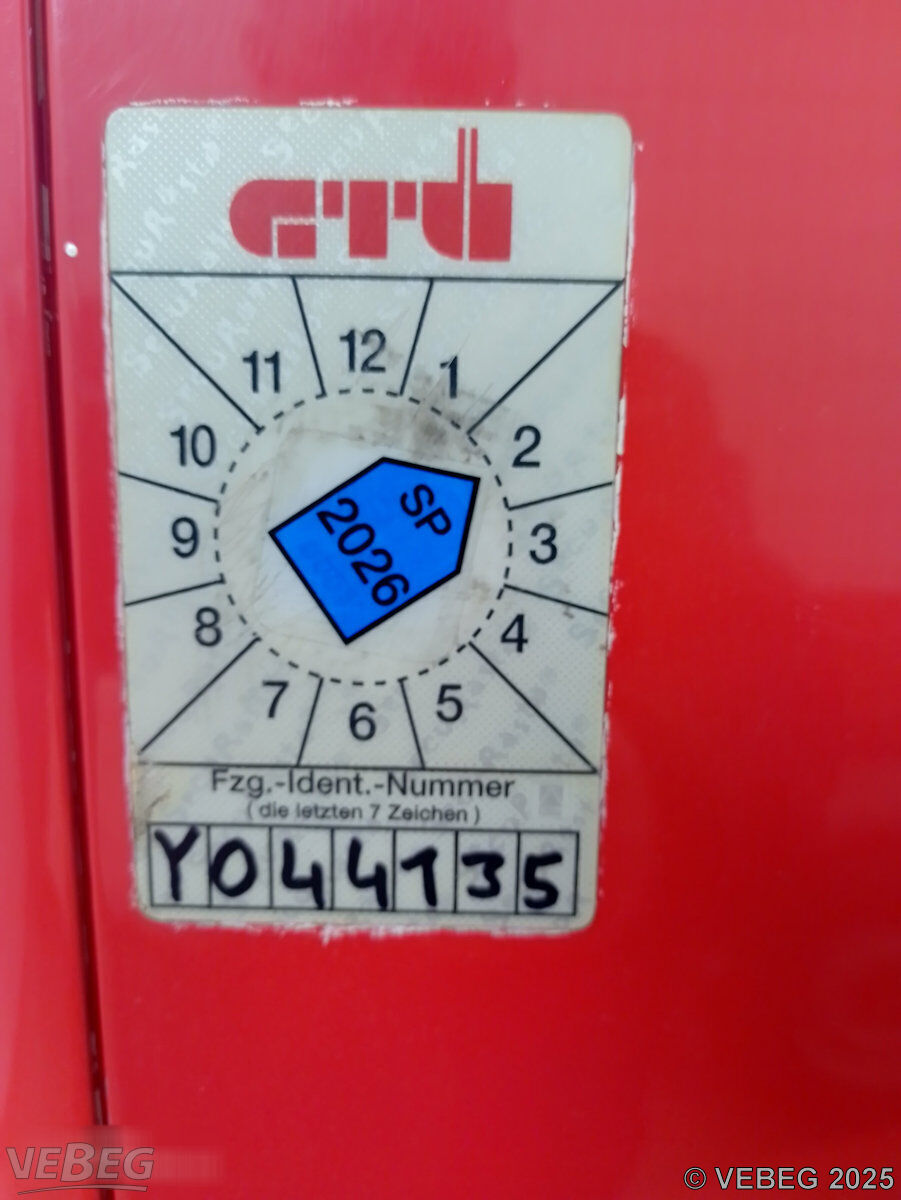 GTÜ
11
12
1
10
2
9
3
8
4
7
6
5
SP
2026
Fzg.-Ident.-Nummer
(die letzten 7 Zeichen)
Y044135
VEBEG
© VEBEG 2025